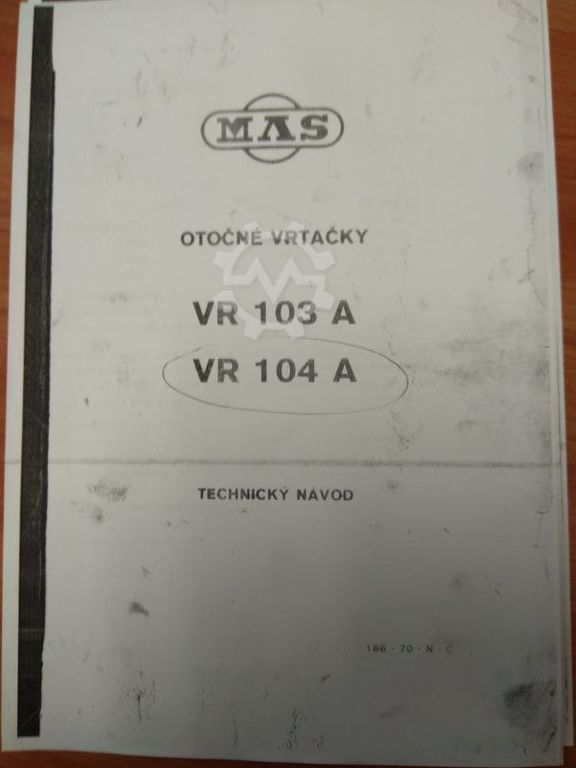 MAS
OTOČNÉ VRTAČKY
VR 103 A
VR 104 A
TECHNICKÝ NÁVOD
186 - 70 - N - C